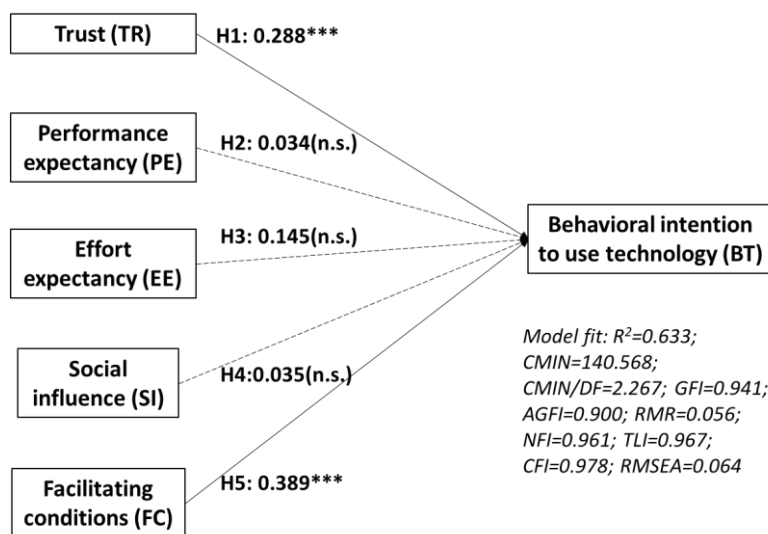 Trust (TR)
H1: 0.288***
Performance
expectancy (PE)
H2: 0.034(n.s.)
Effort
expectancy (EE)
H3: 0.145(n.s.)
Social
influence (SI)
H4:0.035(n.s.)
Facilitating
conditions (FC)
H5: 0.389***
Behavioral intention
to use technology (BT)
Model fit: R²=0.633;
CMIN=140.568;
CMIN/DF=2.267; GFI=0.941;
AGFI=0.900; RMR=0.056;
NFI=0.961; TLI=0.967;
CFI=0.978; RMSEA=0.064